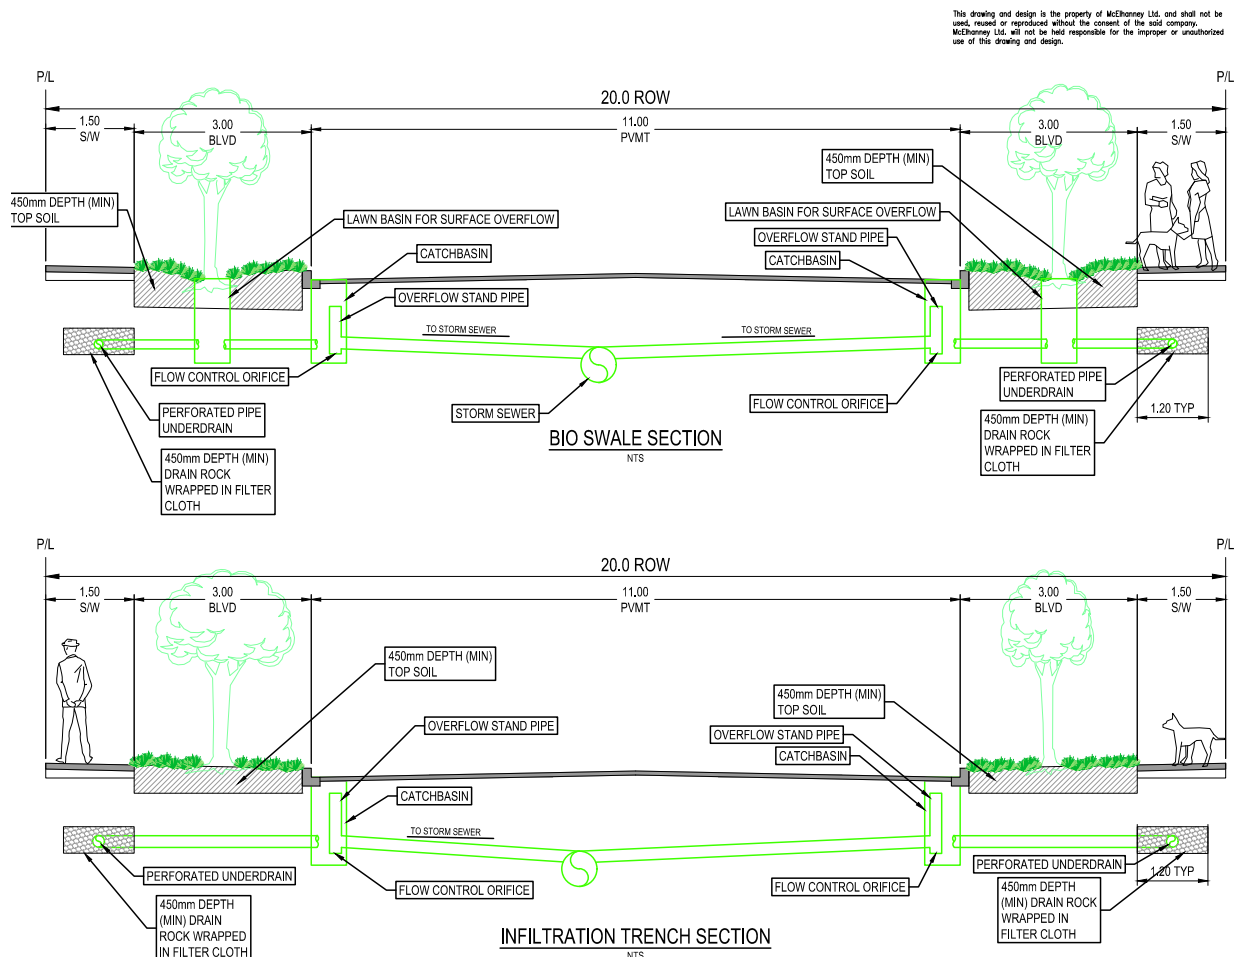 This drawing and design is the property of McElhanney Ltd. and shall not be
used, reused or reproduced without the consent of the said company.
McElhanney Ltd. will not be held responsible for the improper or unauthorized
use of this drawing and design.
P/L
P/L
20.0 ROW
1.50
S/W
3.00
BLVD
11.00
PVMT
3.00
BLVD
1.50
S/W
450mm DEPTH (MIN)
TOP SOIL
450mm DEPTH (MIN)
TOP SOIL
LAWN BASIN FOR SURFACE OVERFLOW
LAWN BASIN FOR SURFACE OVERFLOW
CATCHBASIN
OVERFLOW STAND PIPE
CATCHBASIN
OVERFLOW STAND PIPE
TO STORM SEWER
TO STORM SEWER
FLOW CONTROL ORIFICE
PERFORATED PIPE
UNDERDRAIN
STORM SEWER
FLOW CONTROL ORIFICE
PERFORATED PIPE
UNDERDRAIN
1.20 TYP
450mm DEPTH (MIN)
DRAIN ROCK
WRAPPED IN FILTER
CLOTH
450mm DEPTH (MIN)
DRAIN ROCK
WRAPPED IN FILTER
CLOTH
BIO SWALE SECTION
NTS
P/L
P/L
20.0 ROW
1.50
S/W
3.00
BLVD
11.00
PVMT
3.00
BLVD
1.50
S/W
450mm DEPTH (MIN)
TOP SOIL
450mm DEPTH (MIN)
TOP SOIL
OVERFLOW STAND PIPE
OVERFLOW STAND PIPE
CATCHBASIN
CATCHBASIN
TO STORM SEWER
PERFORATED UNDERDRAIN
FLOW CONTROL ORIFICE
FLOW CONTROL ORIFICE
PERFORATED UNDERDRAIN
1.20 TYP
450mm DEPTH
(MIN) DRAIN
ROCK WRAPPED
IN FILTER CLOTH
450mm DEPTH
(MIN) DRAIN ROCK
WRAPPED IN
FILTER CLOTH
INFILTRATION TRENCH SECTION
NTS